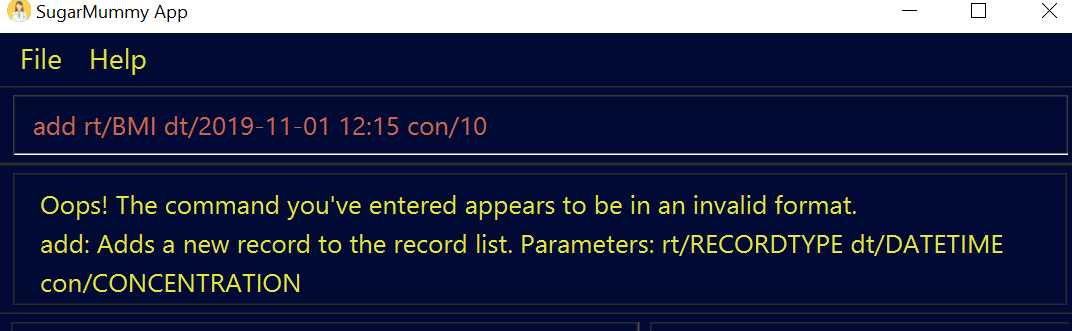 SugarMummy App
File Help
add rt/BMI dt/2019-11-01 12:15 con/10
Oops! The command you've entered appears to be in an invalid format.
add: Adds a new record to the record list. Parameters: rt/RECORDTYPE dt/DATETIME
con/CONCENTRATION